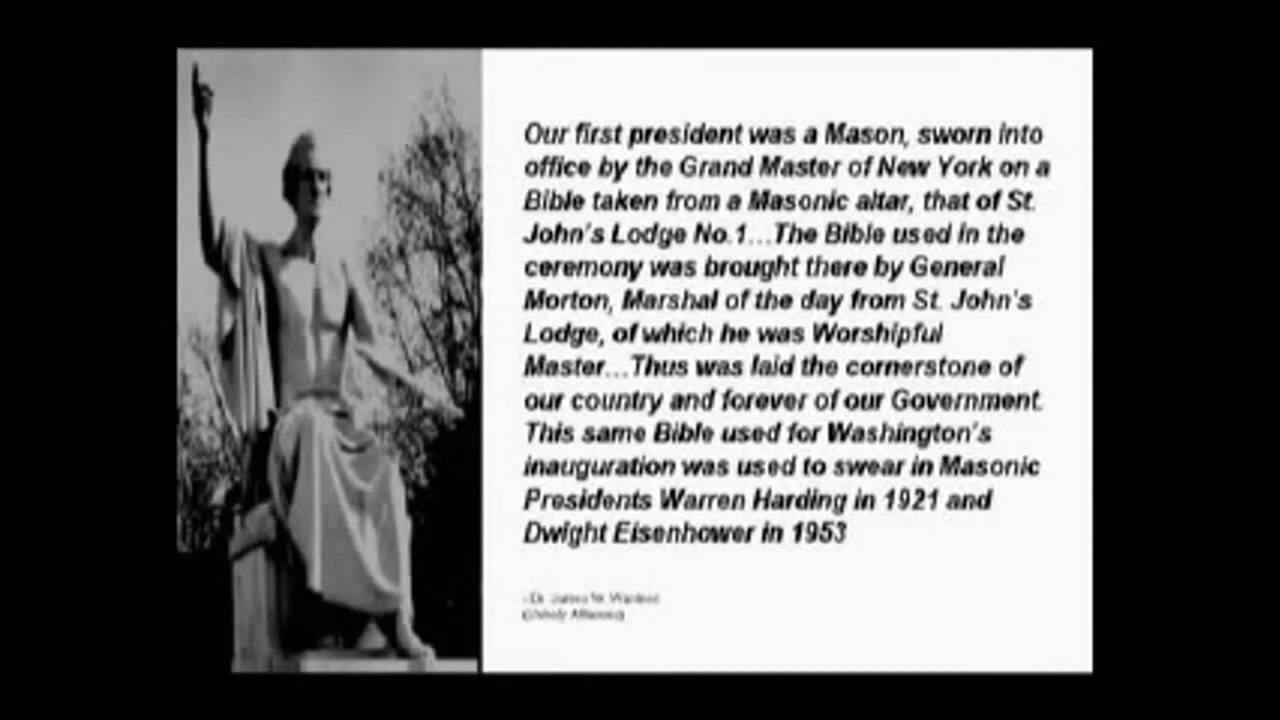 Our first president was a Mason, sworn into
office by the Grand Master of New York on a
Bible taken from a Masonic altar, that of St.
John's Lodge No.1...The Bible used in the
ceremony was brought there by General
Morton, Marshal of the day from St. John's
Lodge, of which he was Worshipful
Master...Thus was laid the cornerstone of
our country and forever of our Government.
This same Bible used for Washington's
inauguration was used to swear in Masonic
Presidents Warren Harding in 1921 and
Dwight Eisenhower in 1953